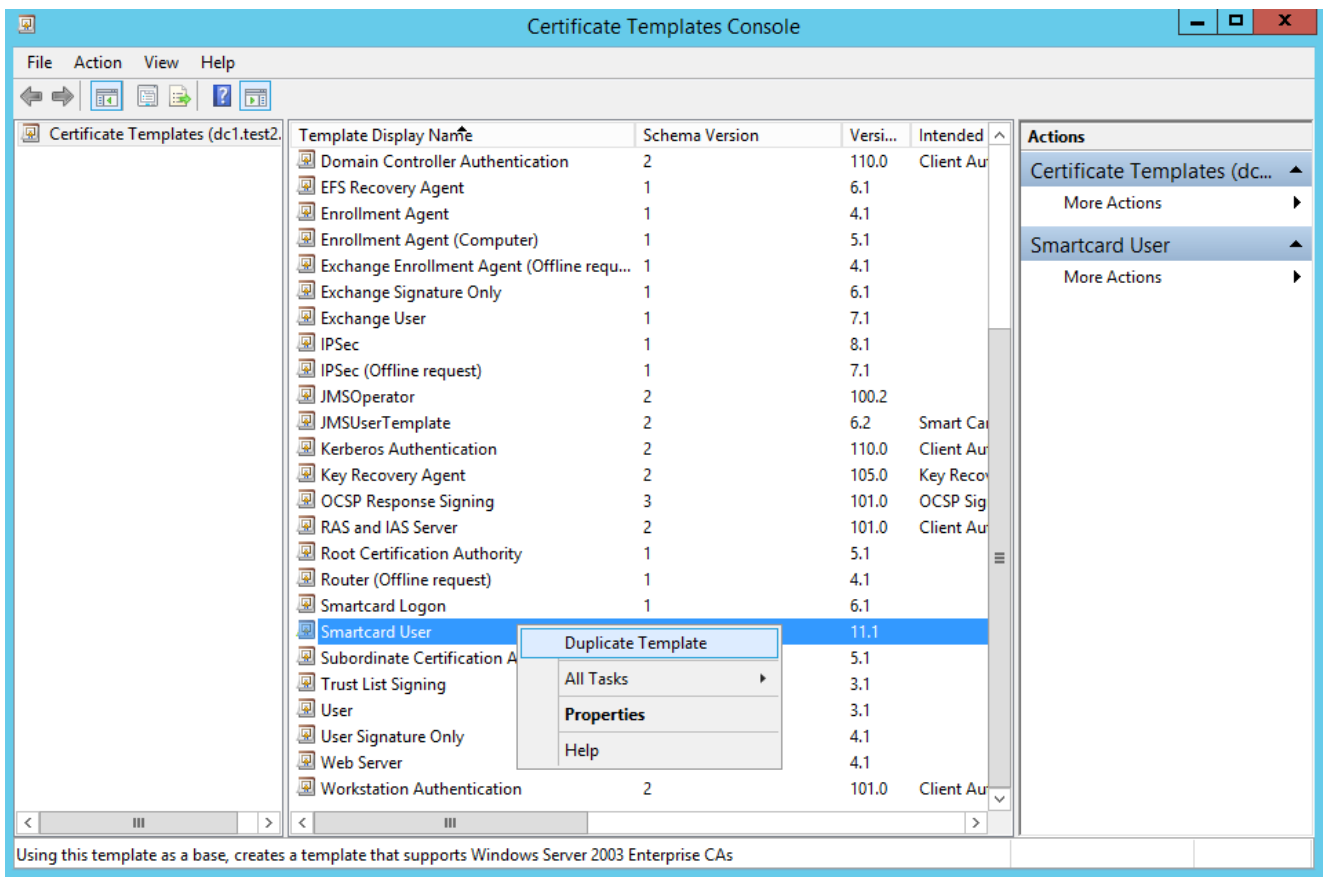 Certificate Templates Console
File Action View Help
Certificate Templates (dc1.test2.
Template Display Name Schema Version Versi... Intended
Domain Controller Authentication 2 110.0 Client Au
EFS Recovery Agent 1 6.1
Enrollment Agent 1 4.1
Enrollment Agent (Computer) 1 5.1
Exchange Enrollment Agent (Offline requ... 1 4.1
Exchange Signature Only 1 6.1
Exchange User 1 7.1
IPSec 1 8.1
IPSec (Offline request) 1 7.1
JMSOperator 2 100.2
JMSUserTemplate 2 6.2 Smart Car
Kerberos Authentication 2 110.0 Client Au
Key Recovery Agent 2 105.0 Key Recov
OCSP Response Signing 3 101.0 OCSP Sig
RAS and IAS Server 2 101.0 Client Au
Root Certification Authority 1 5.1
Router (Offline request) 1 4.1
Smartcard Logon 1 6.1
Smartcard User 11.1
Subordinate Certification A 5.1
Trust List Signing 3.1
User 3.1
User Signature Only 4.1
Web Server 4.1
Workstation Authentication 2 101.0 Client Au
Duplicate Template
All Tasks
Properties
Help
Actions
Certificate Templates (dc...
More Actions
Smartcard User
More Actions
Using this template as a base, creates a template that supports Windows Server 2003 Enterprise CAs